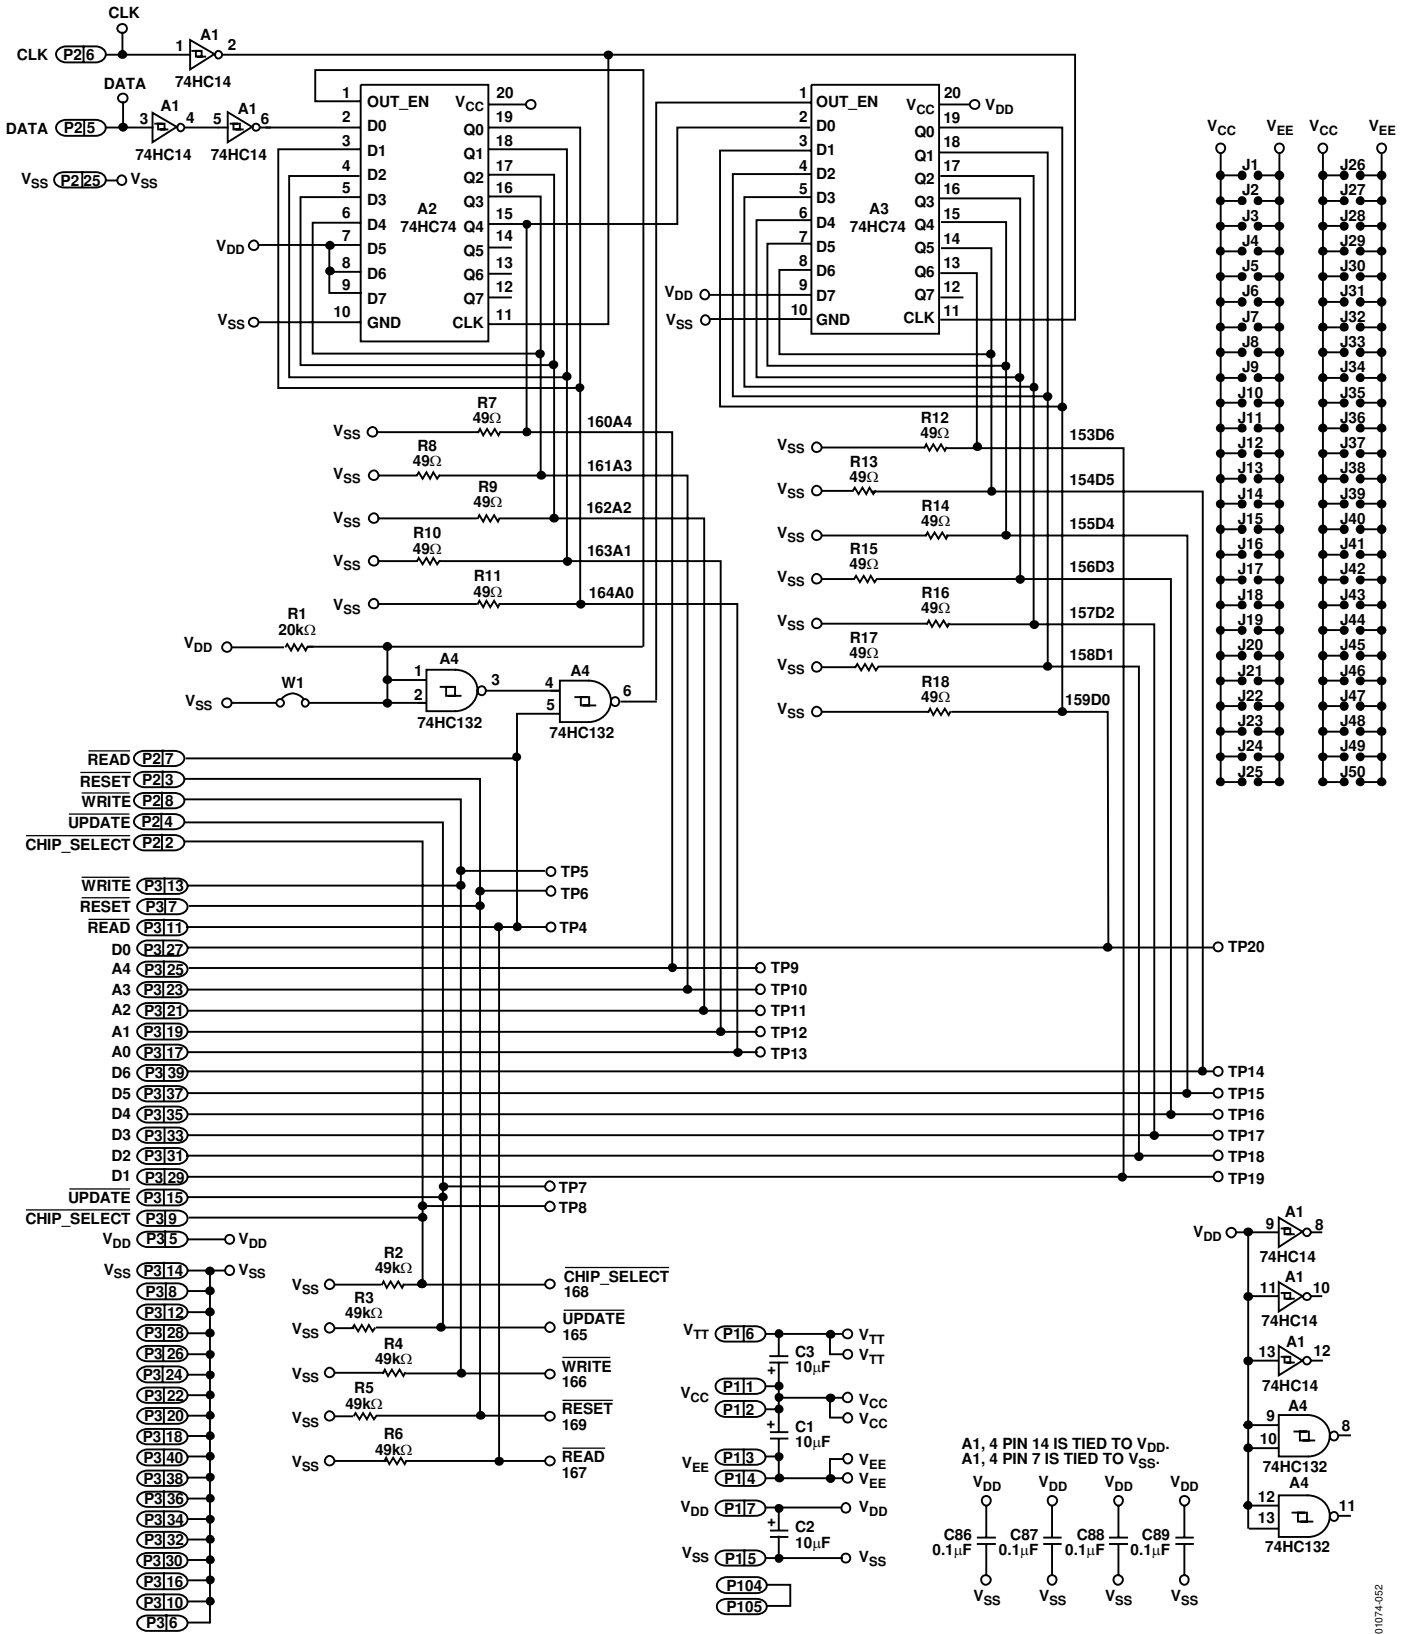 CLK
CLK P2 6
1 A1 2
74HC14
DATA
DATA P2 5
3 A1 4 5 A1 6
74HC14 74HC14
VSS P2 25 VSS
1 OUT_EN VCC 20
2 D0 Q0 19
3 D1 Q1 18
4 D2 Q2 17
5 D3 Q3 16
A2
74HC74
6 D4 Q4 15
VDD 7 D5 Q5 14
8 D6 Q6 13
9 D7 Q7 12
VSS 10 GND CLK 11
1 OUT_EN VCC 20 VDD
2 D0 Q0 19
3 D1 Q1 18
4 D2 Q2 17
5 D3 Q3 16
A3
74HC74
6 D4 Q4 15
7 D5 Q5 14
8 D6 Q6 13
VDD 9 D7 Q7 12
VSS 10 GND CLK 11
VCC VEE VCC VEE
J1 J26
J2 J27
J3 J28
J4 J29
J5 J30
J6 J31
J7 J32
J8 J33
J9 J34
J10 J35
J11 J36
J12 J37
J13 J38
J14 J39
J15 J40
J16 J41
J17 J42
J18 J43
J19 J44
J20 J45
J21 J46
J22 J47
J23 J48
J24 J49
J25 J50
VSS R7 49Ω 160A4
VSS R8 49Ω 161A3
VSS R9 49Ω 162A2
VSS R10 49Ω 163A1
VSS R11 49Ω 164A0
VSS R12 49Ω 153D6
VSS R13 49Ω 154D5
VSS R14 49Ω 155D4
VSS R15 49Ω 156D3
VSS R16 49Ω 157D2
VSS R17 49Ω 158D1
VSS R18 49Ω 159D0
VDD R1 20kΩ
VSS W1
1 2 A4 3
74HC132
4 5 A4 6
74HC132
READ P2 7
RESET P2 3
WRITE P2 8
UPDATE P2 4
CHIP_SELECT P2 2
TP5
WRITE P3 13
TP6
RESET P3 7
READ P3 11 TP4
D0 P3 27 TP20
A4 P3 25 TP9
A3 P3 23 TP10
A2 P3 21 TP11
A1 P3 19 TP12
A0 P3 17 TP13
D6 P3 39 TP14
D5 P3 37 TP15
D4 P3 35 TP16
D3 P3 33 TP17
D2 P3 31 TP18
D1 P3 29 TP19
UPDATE P3 15 TP7
CHIP_SELECT P3 9 TP8
VDD P3 5 VDD
VSS P3 14 VSS
P3 8
P3 12
P3 28
P3 26
P3 24
P3 22
P3 20
P3 18
P3 40
P3 38
P3 36
P3 34
P3 32
P3 30
P3 16
P3 10
P3 6
VSS R2 49kΩ CHIP_SELECT 168
VSS R3 49kΩ UPDATE 165
VSS R4 49kΩ WRITE 166
VSS R5 49kΩ RESET 169
VSS R6 49kΩ READ 167
VTT P1 6 VTT
VTT
C3
+ 10µF
VCC P1 1 VCC
P1 2 VCC
+ C1
10µF
VEE P1 3 VEE
P1 4 VEE
VDD P1 7 VDD
+ C2
10µF
VSS P1 5 VSS
P104
P105
A1, 4 PIN 14 IS TIED TO VDD.
A1, 4 PIN 7 IS TIED TO VSS.
VDD VDD VDD VDD
C86 C87 C88 C89
0.1µF 0.1µF 0.1µF 0.1µF
VSS VSS VSS VSS
VDD 9 A1 8
74HC14
11 A1 10
74HC14
13 A1 12
74HC14
A4
9 10 8
74HC132
A4
12 13 11
74HC132
01074-052